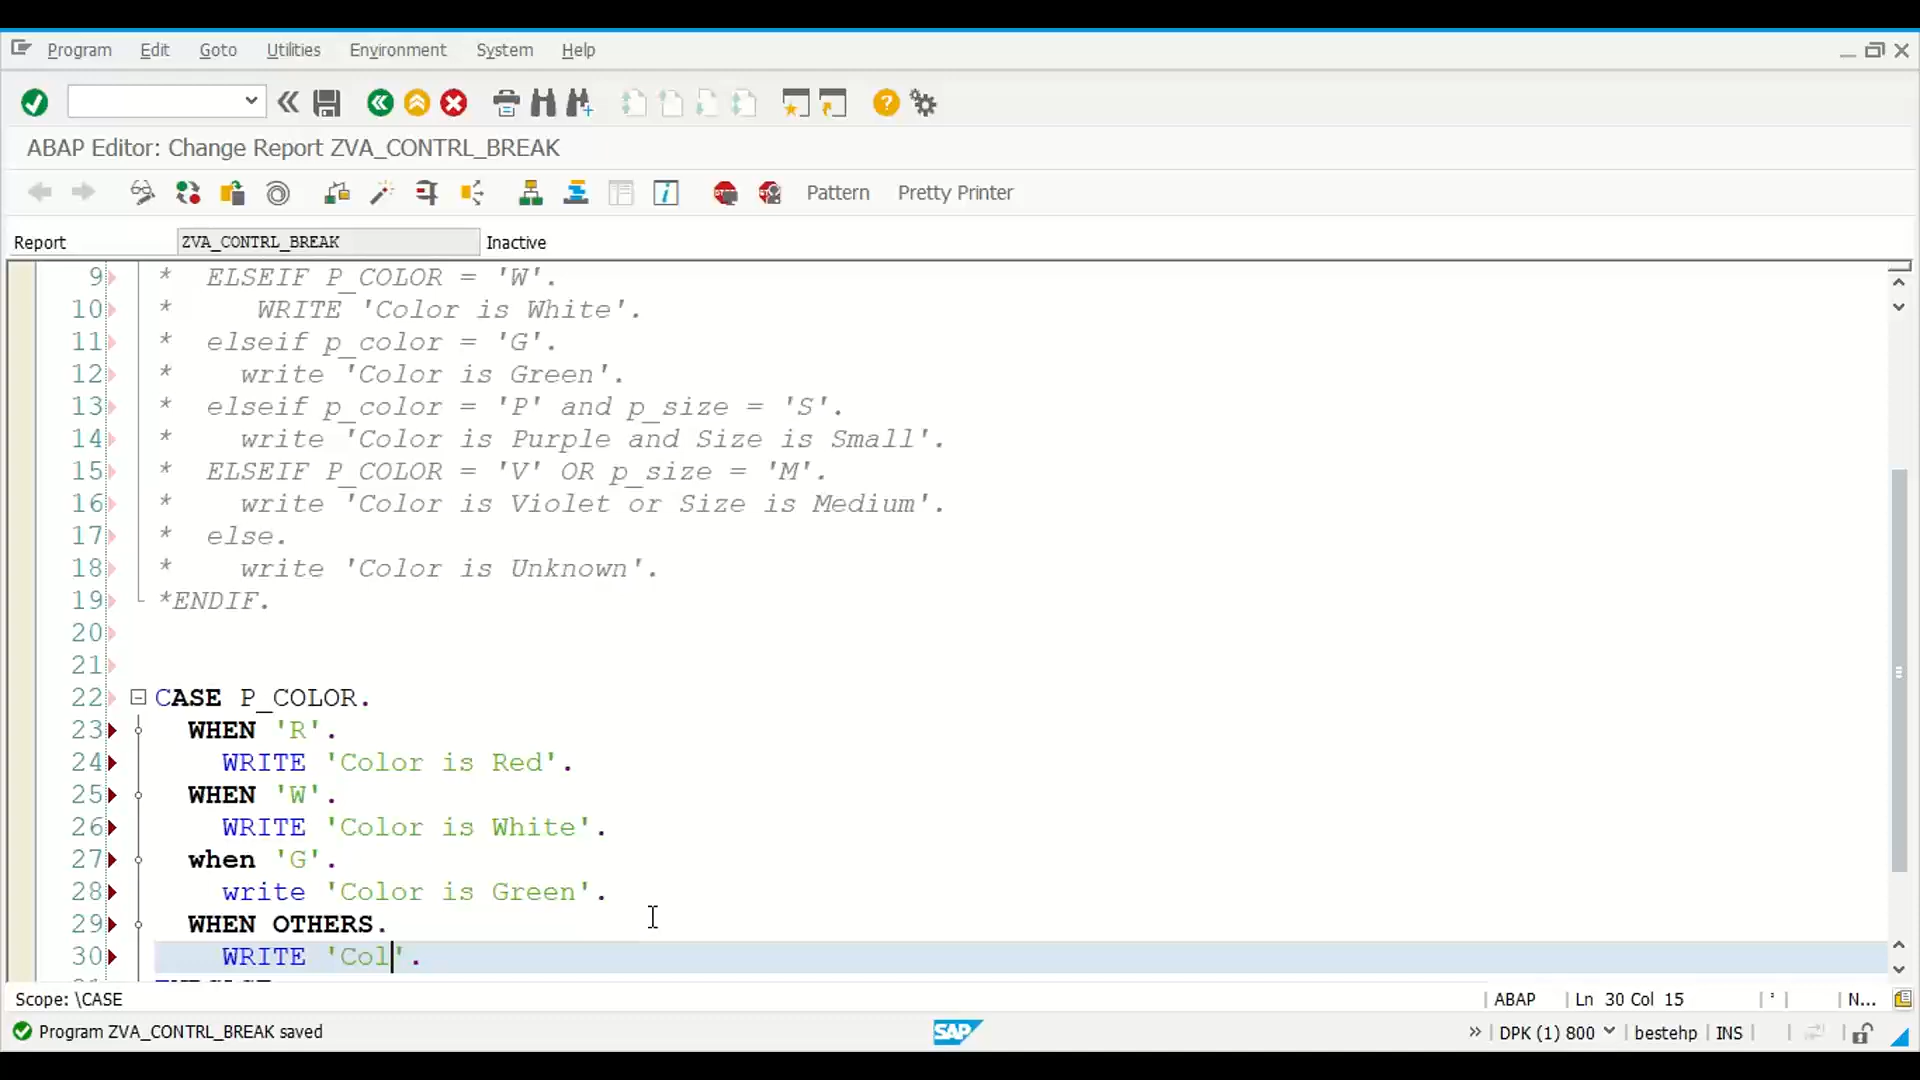 Program Edit Goto Utilities Environment System Help
ABAP Editor: Change Report ZVA_CONTRL_BREAK
Pattern Pretty Printer
Report ZVA_CONTRL_BREAK Inactive
9 * ELSEIF P_COLOR = 'W'.
10 * WRITE 'Color is White'.
11 * elseif p_color = 'G'.
12 * write 'Color is Green'.
13 * elseif p_color = 'P' and p_size = 'S'.
14 * write 'Color is Purple and Size is Small'.
15 * ELSEIF P_COLOR = 'V' OR p_size = 'M'.
16 * write 'Color is Violet or Size is Medium'.
17 * else.
18 * write 'Color is Unknown'.
19 *ENDIF.
20
21
22 CASE P_COLOR.
23 WHEN 'R'.
24 WRITE 'Color is Red'.
25 WHEN 'W'.
26 WRITE 'Color is White'.
27 when 'G'.
28 write 'Color is Green'.
29 WHEN OTHERS.
30 WRITE 'Col'.
Scope: \CASE ABAP Ln 30 Col 15 N...
Program ZVA_CONTRL_BREAK saved SAP DPK (1) 800 bestehp INS